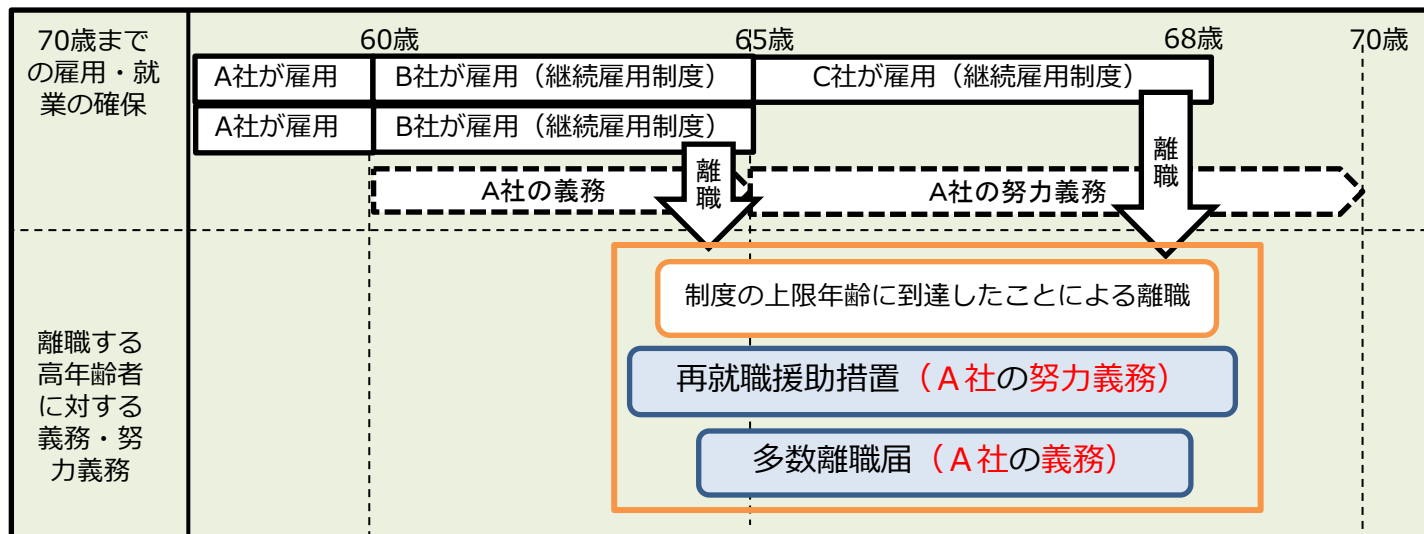 70歳まで
の雇用・就
業の確保
60歳
65歳
68歳
70歳
A社が雇用
B社が雇用（継続雇用制度）
C社が雇用（継続雇用制度）
A社が雇用
B社が雇用（継続雇用制度）
A社の義務
離職
A社の努力義務
離職
離職する
高年齢者
に対する
義務・努
力義務
制度の上限年齢に到達したことによる離職
再就職援助措置（Ａ社の努力義務）
多数離職届（Ａ社の義務）